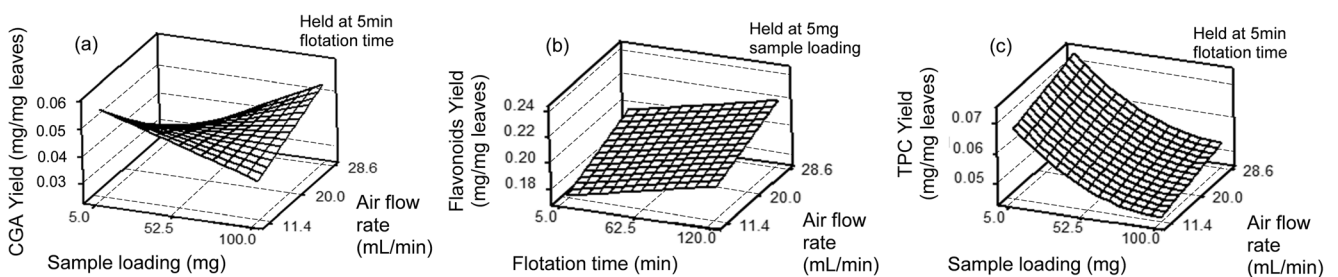 (a)
Held at 5min
flotation time
CGA Yield (mg/mg leaves)
0.06
0.05
0.04
0.03
5.0
52.5
100.0
Sample loading (mg)
11.4
20.0
28.6
Air flow
rate
(mL/min)
(b)
Held at 5mg
sample loading
Flavonoids Yield
(mg/mg leaves)
0.24
0.22
0.20
0.18
5.0
62.5
120.0
Flotation time (min)
11.4
20.0
28.6
Air flow
rate
(mL/min)
(c)
Held at 5min
flotation time
TPC Yield
(mg/mg leaves)
0.07
0.06
0.05
5.0
52.5
100.0
Sample loading (mg)
11.4
20.0
28.6
Air flow
rate
(mL/min)